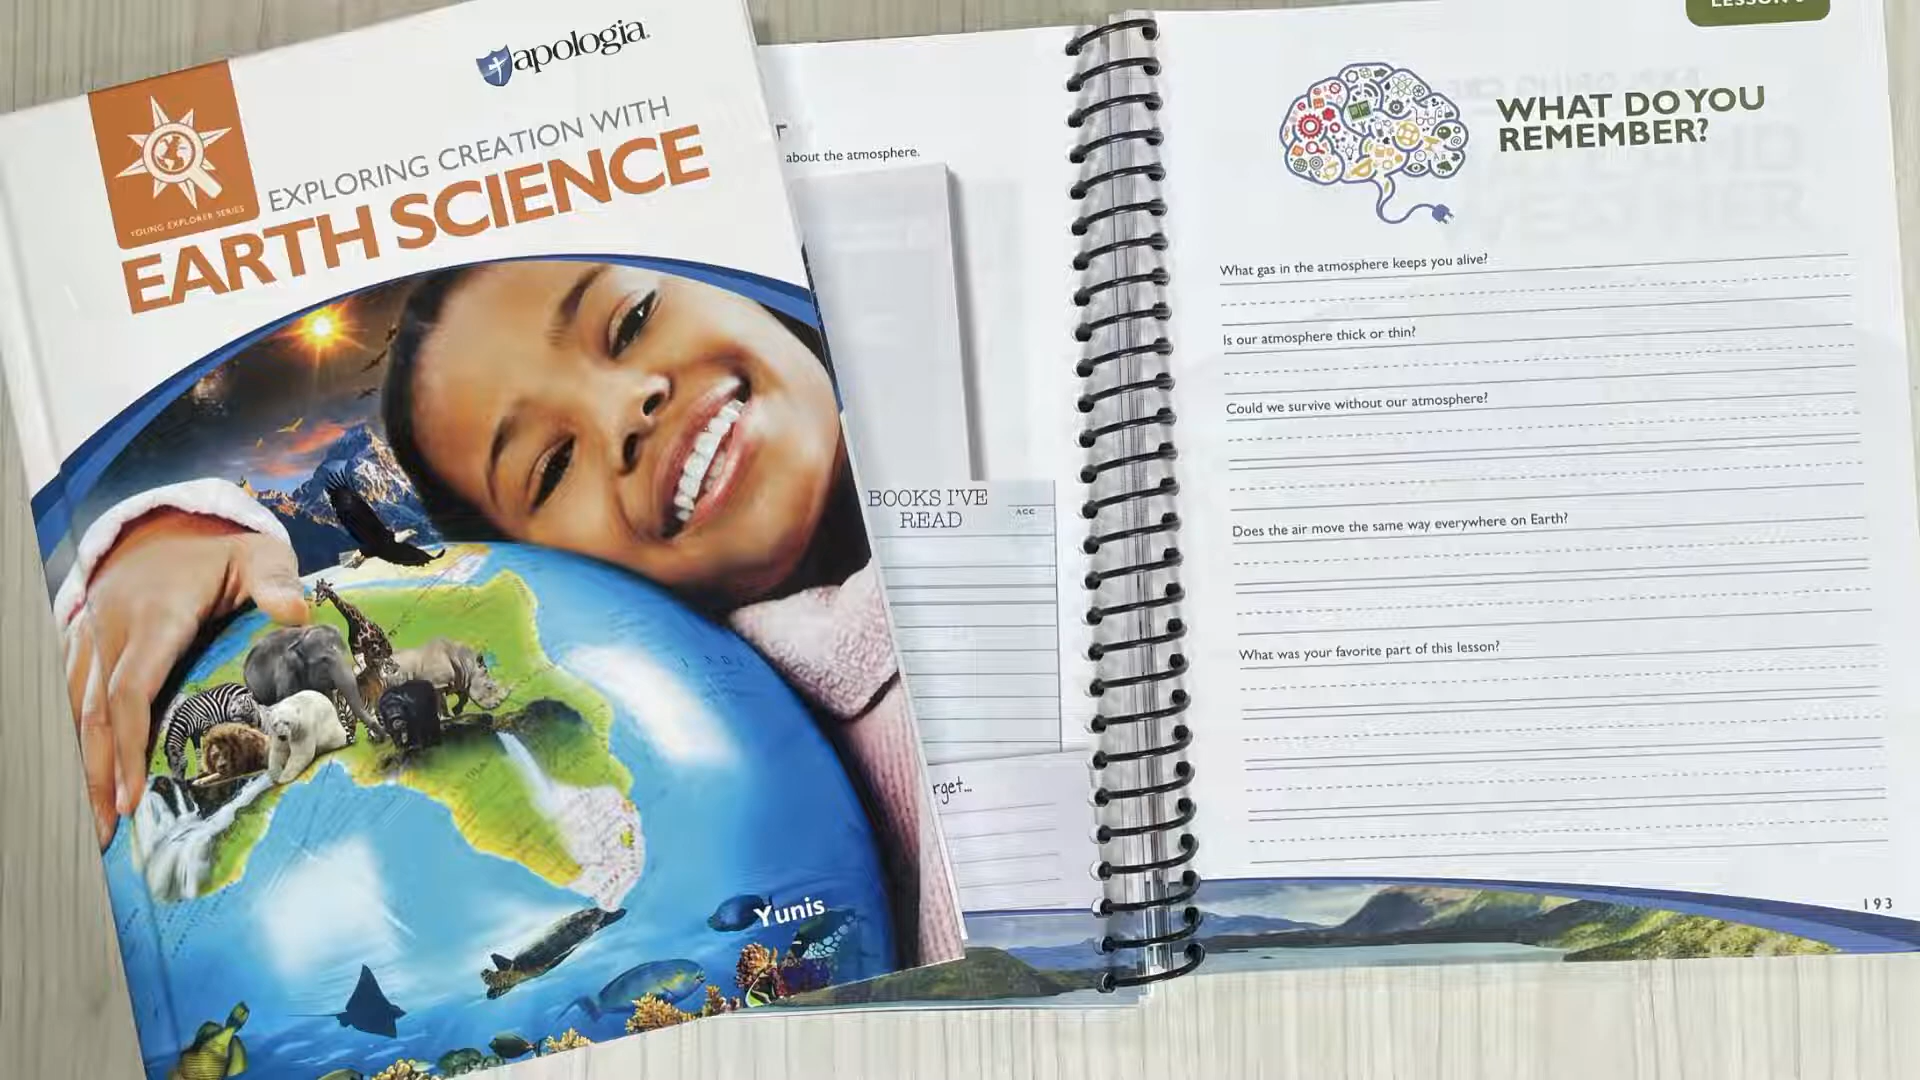 apologia.
EXPLORING CREATION WITH
EARTH SCIENCE
YOUNG EXPLORER SERIES
Yunis
about the atmosphere.
BOOKS I'VE
READ
rget...
WHAT DO YOU
REMEMBER?
What gas in the atmosphere keeps you alive?
Is our atmosphere thick or thin?
Could we survive without our atmosphere?
Does the air move the same way everywhere on Earth?
What was your favorite part of this lesson?
193